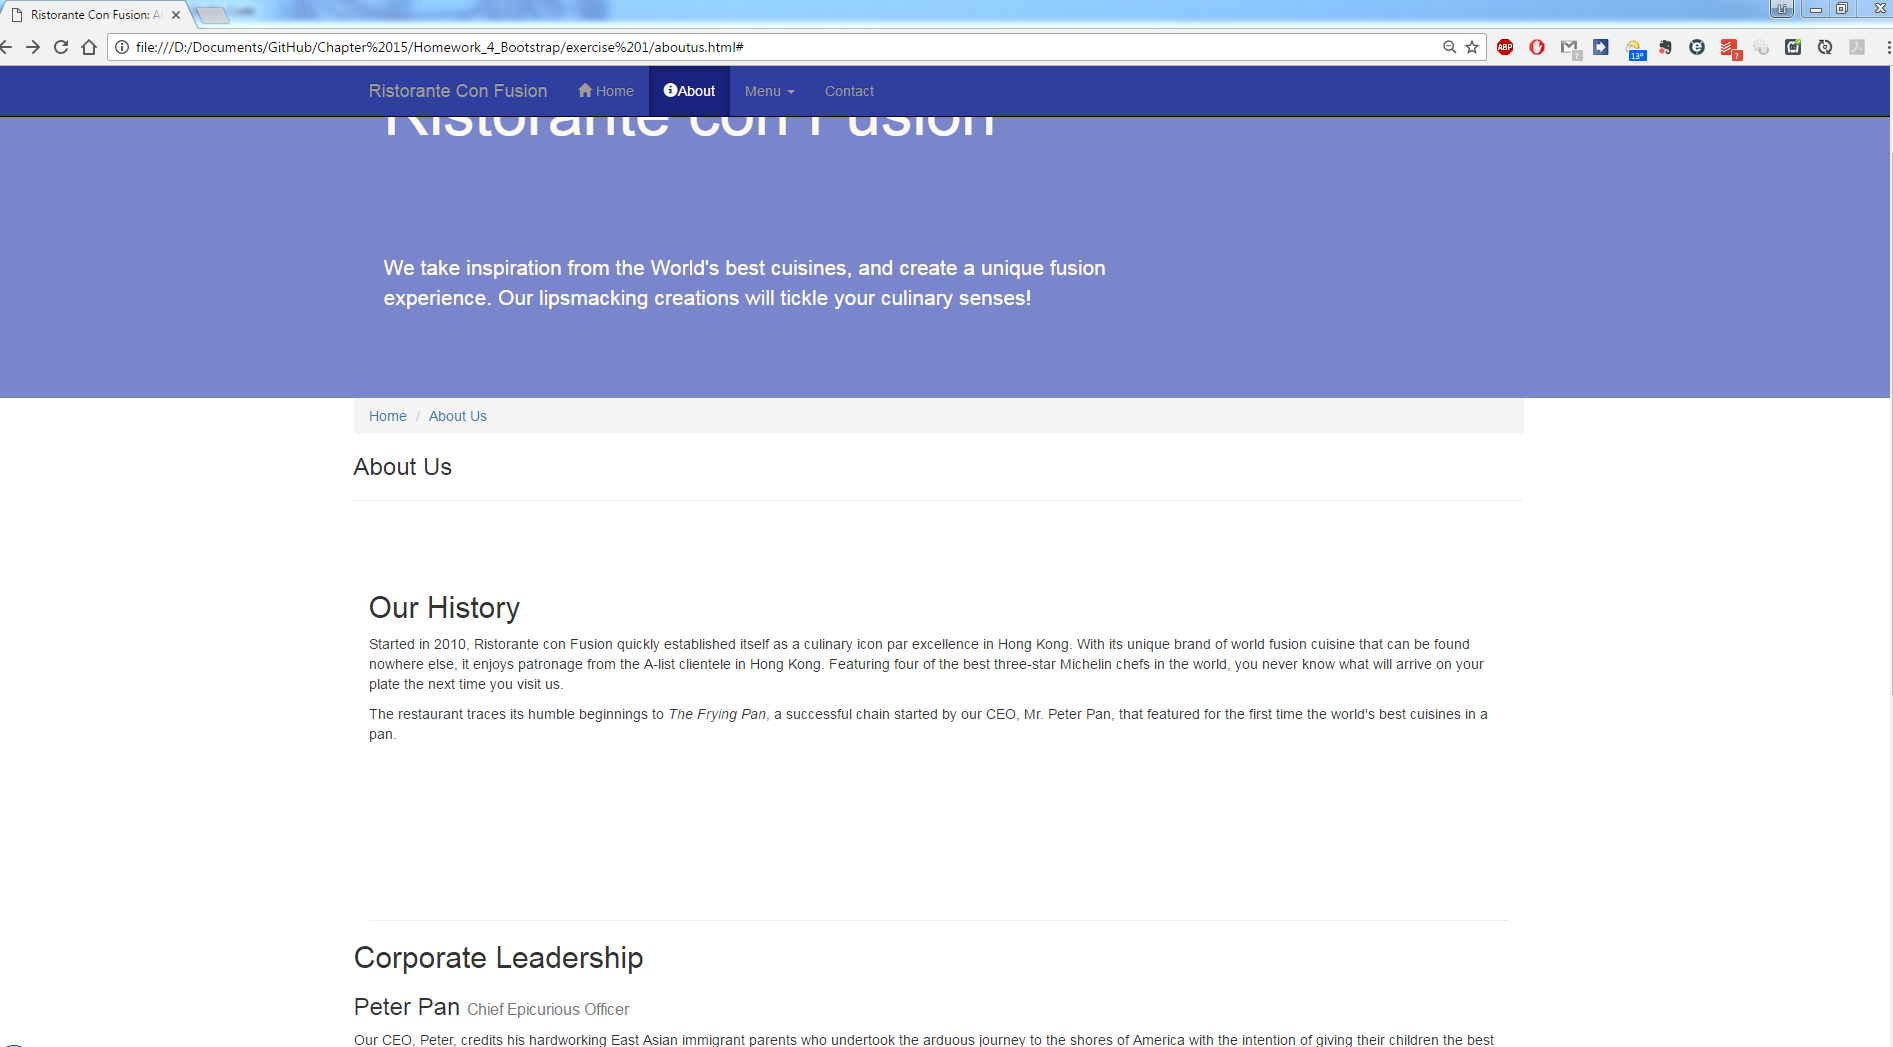 Ristorante Con Fusion: A
Li
file:///D:/Documents/GitHub/Chapter%2015/Homework_4_Bootstrap/exercise%201/aboutus.html#
ABP
?
13°
?
Ristorante Con Fusion Home About Menu Contact
Ristorante con Fusion
We take inspiration from the World's best cuisines, and create a unique fusion
experience. Our lipsmacking creations will tickle your culinary senses!
Home / About Us
About Us
Our History
Started in 2010, Ristorante con Fusion quickly established itself as a culinary icon par excellence in Hong Kong. With its unique brand of world fusion cuisine that can be found
nowhere else, it enjoys patronage from the A-list clientele in Hong Kong. Featuring four of the best three-star Michelin chefs in the world, you never know what will arrive on your
plate the next time you visit us.
The restaurant traces its humble beginnings to The Frying Pan, a successful chain started by our CEO, Mr. Peter Pan, that featured for the first time the world's best cuisines in a
pan.
Corporate Leadership
Peter Pan Chief Epicurious Officer
Our CEO, Peter, credits his hardworking East Asian immigrant parents who undertook the arduous journey to the shores of America with the intention of giving their children the best